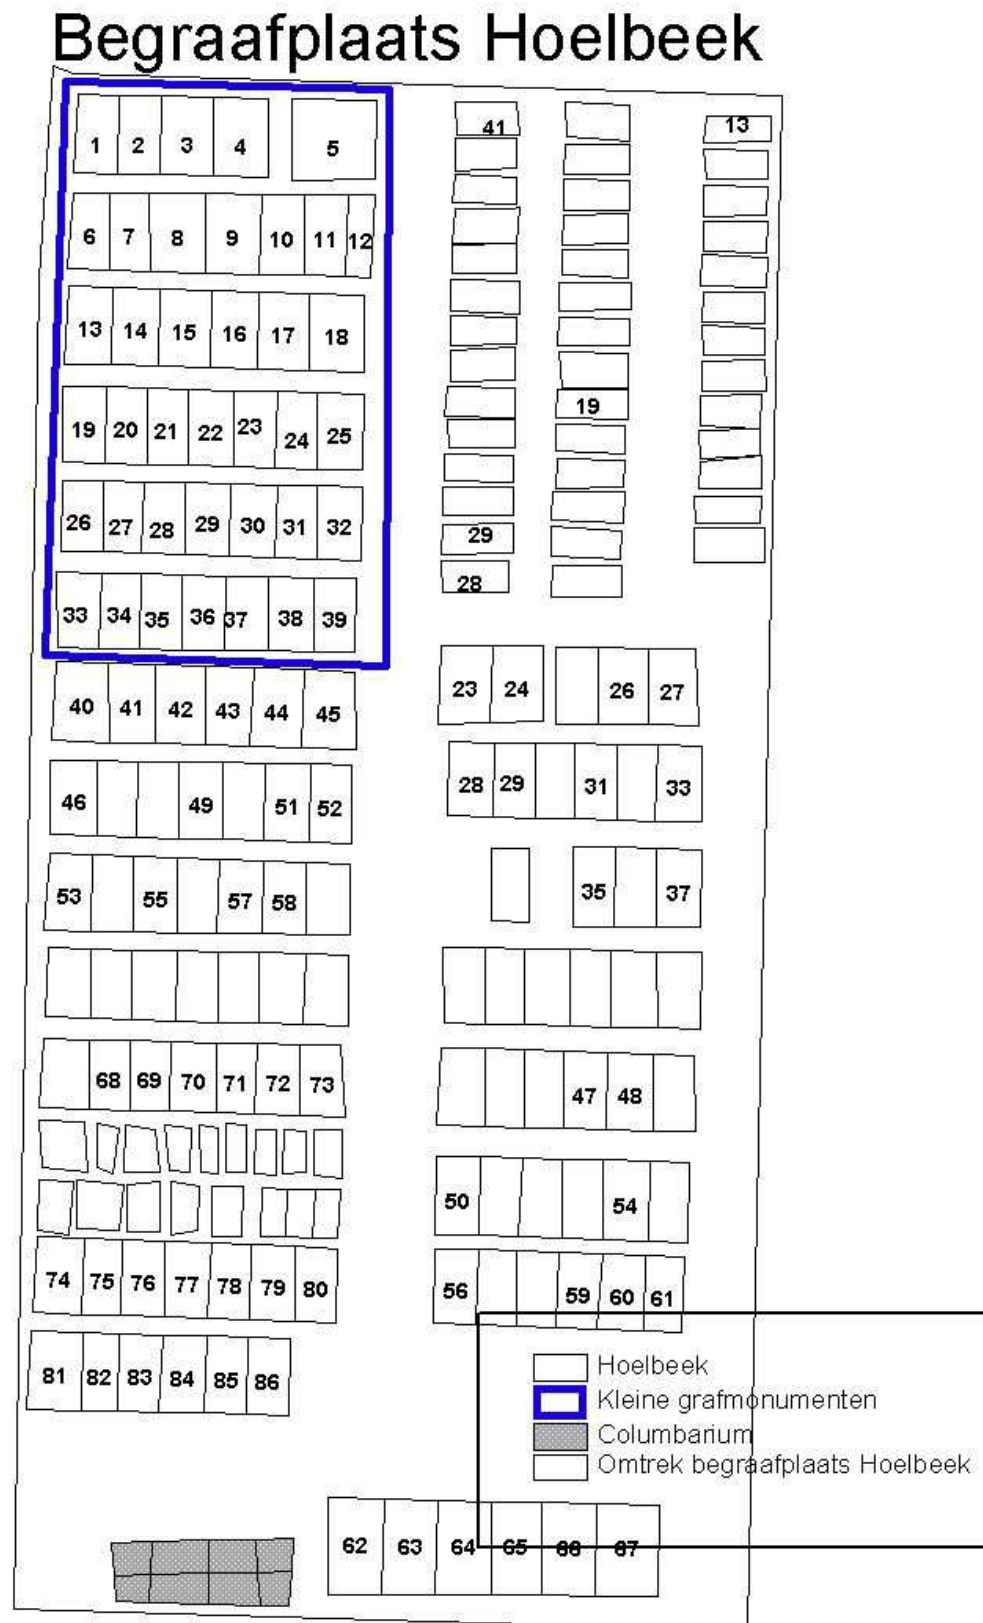 Begraafplaats Hoelbeek
1 2 3 4 5
6 7 8 9 10 11 12
13 14 15 16 17 18
19 20 21 22 23 24 25
26 27 28 29 30 31 32
33 34 35 36 37 38 39
40 41 42 43 44 45
46 49 51 52
53 55 57 58
68 69 70 71 72 73
74 75 76 77 78 79 80
81 82 83 84 85 86
41 13
19
29
28
23 24 26 27
28 29 31 33
35 37
47 48
50 54
56 59 60 61
Hoelbeek
Kleine grafmonumenten
Columbarium
Omtrek begraafplaats Hoelbeek
62 63 64 65 66 67